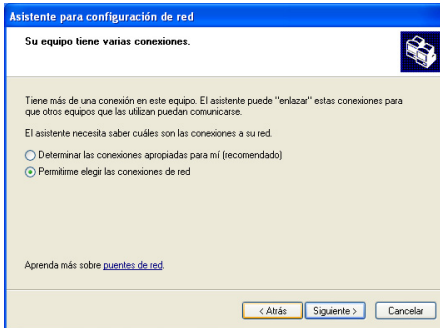 Asistente para configuración de red
Su equipo tiene varias conexiones.
Tiene más de una conexión en este equipo. El asistente puede "enlazar" estas conexiones para
que otros equipos que las utilizan puedan comunicarse.
El asistente necesita saber cuáles son las conexiones a su red.
Determinar las conexiones apropiadas para mí (recomendado)
Permitirme elegir las conexiones de red
Aprenda más sobre puentes de red.
< Atrás
Siguiente >
Cancelar